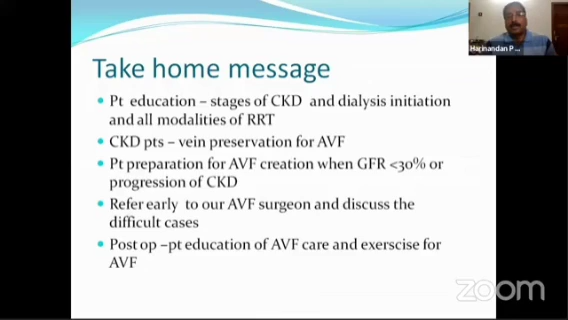 Harinandan P...
Take home message
Pt education – stages of CKD and dialysis initiation
and all modalities of RRT
CKD pts – vein preservation for AVF
Pt preparation for AVF creation when GFR <30% or
progression of CKD
Refer early to our AVF surgeon and discuss the
difficult cases
Post op –pt education of AVF care and exerscise for
AVF
zoom